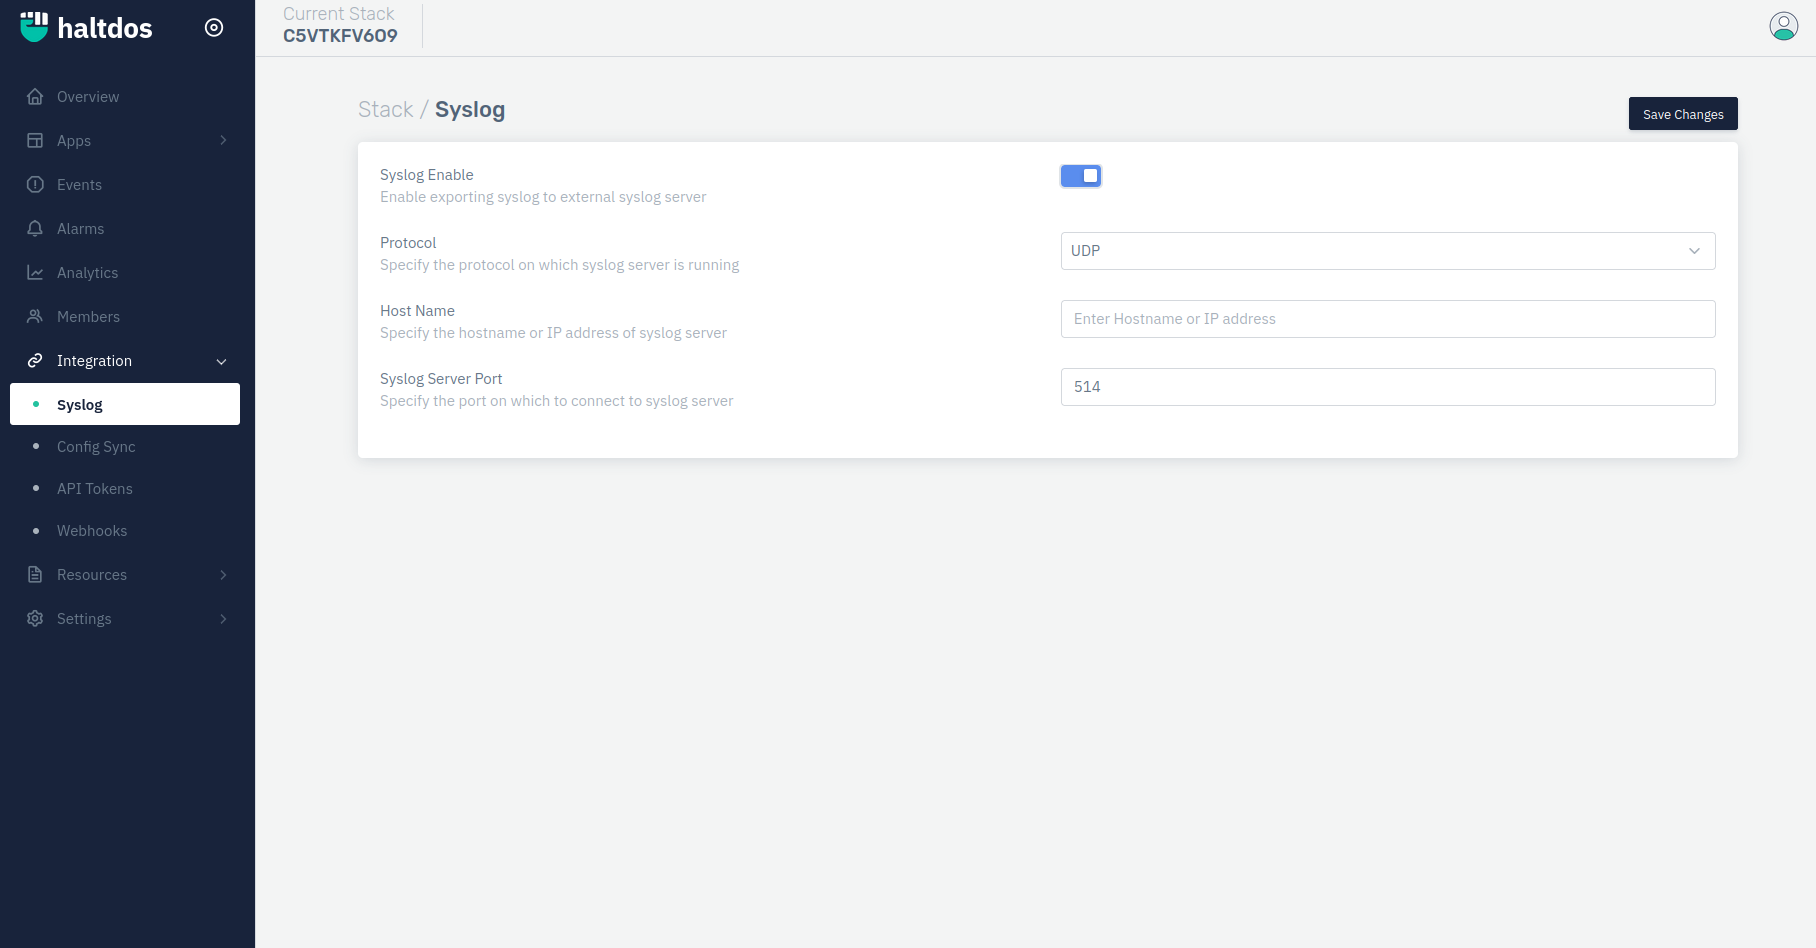 haltdos
Current Stack
C5VTKFV6O9
Overview
Apps
Events
Alarms
Analytics
Members
Integration
Syslog
Config Sync
API Tokens
Webhooks
Resources
Settings
Stack / Syslog
Save Changes
Syslog Enable
Enable exporting syslog to external syslog server
Protocol
Specify the protocol on which syslog server is running
UDP
Host Name
Specify the hostname or IP address of syslog server
Enter Hostname or IP address
Syslog Server Port
Specify the port on which to connect to syslog server
514